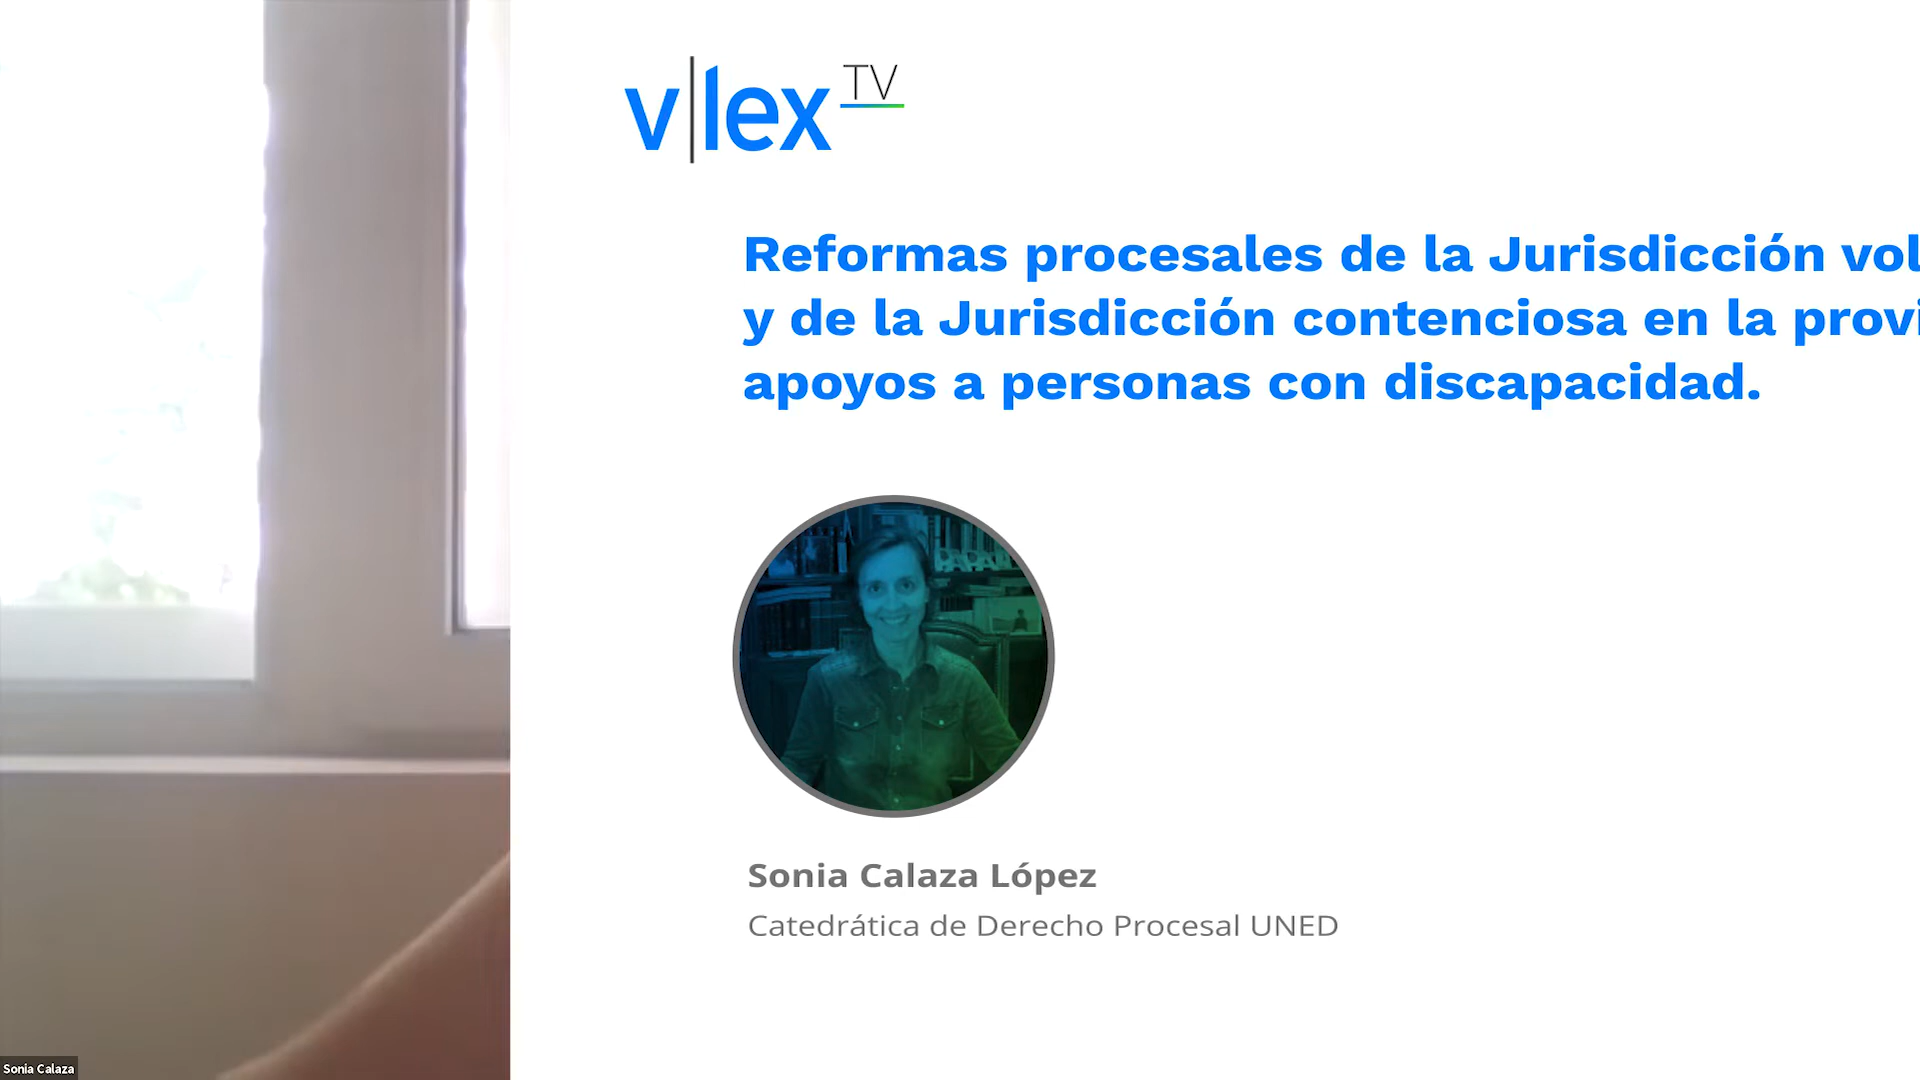 v|lex TV
Reformas procesales de la Jurisdicción vol
y de la Jurisdicción contenciosa en la provi
apoyos a personas con discapacidad.
Sonia Calaza López
Catedrática de Derecho Procesal UNED
Sonia Calaza